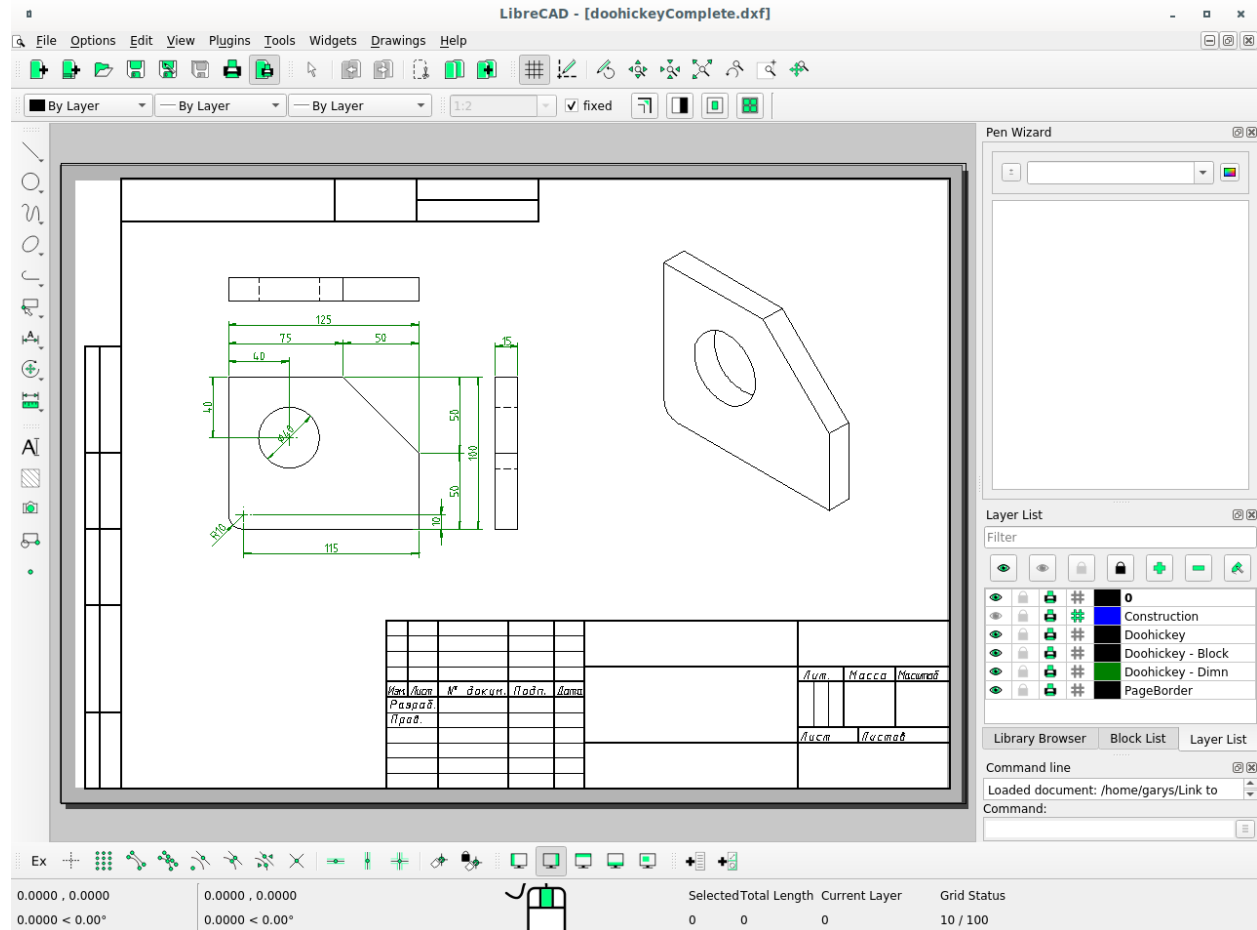 LibreCAD - [doohickeyComplete.dxf]
File Options Edit View Plugins Tools Widgets Drawings Help
By Layer By Layer By Layer 1:2 fixed
Pen Wizard
125
75 50
40
15
40
50
100
Ø40
50
10
R10
115
Изм. Лист № докум. Подп. Дата
Разраб.
Пров.
Лит. Масса Масштаб
Лист Листов
Layer List
Filter
0
Construction
Doohickey
Doohickey - Block
Doohickey - Dimn
PageBorder
Library Browser Block List Layer List
Command line
Loaded document: /home/garys/Link to
Command:
Ex
0.0000 , 0.0000 0.0000 , 0.0000 Selected Total Length Current Layer Grid Status
0.0000 < 0.00° 0.0000 < 0.00° 0 0 0 10 / 100